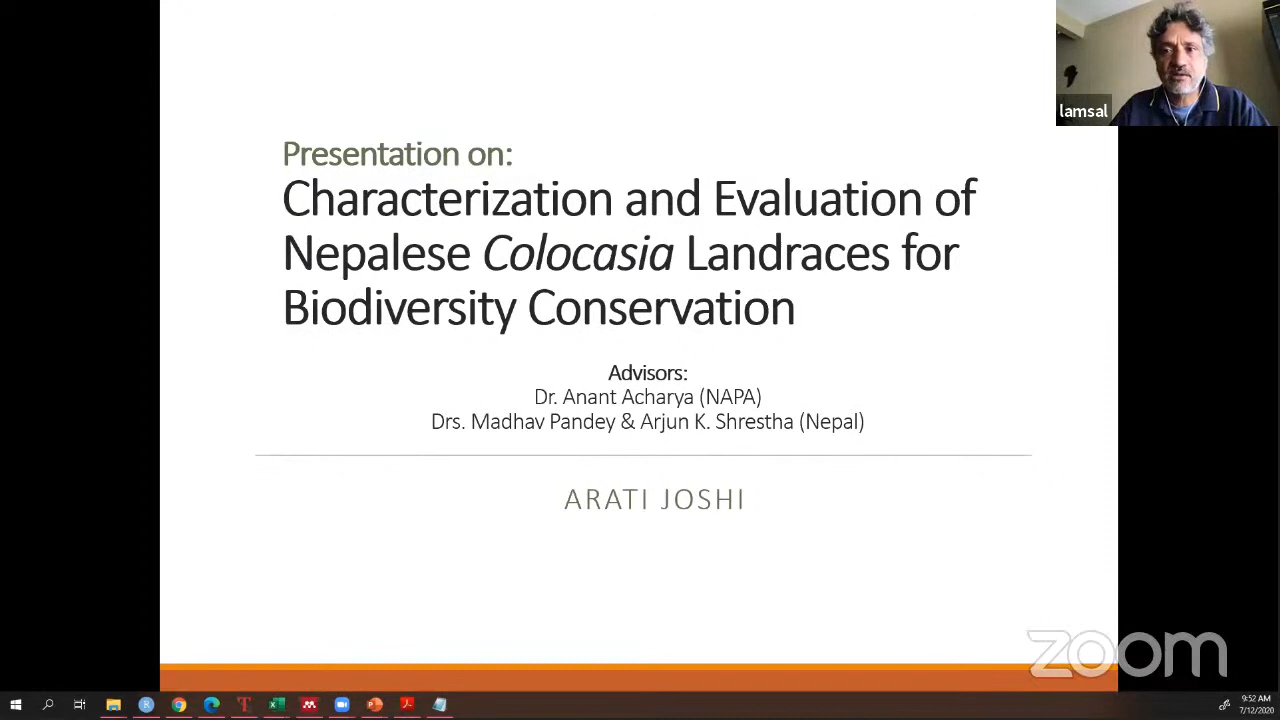 lamsal
Presentation on:
Characterization and Evaluation of
Nepalese Colocasia Landraces for
Biodiversity Conservation
Advisors:
Dr. Anant Acharya (NAPA)
Drs. Madhav Pandey & Arjun K. Shrestha (Nepal)
ARATI JOSHI
zoom
9:52 AM
7/12/2020